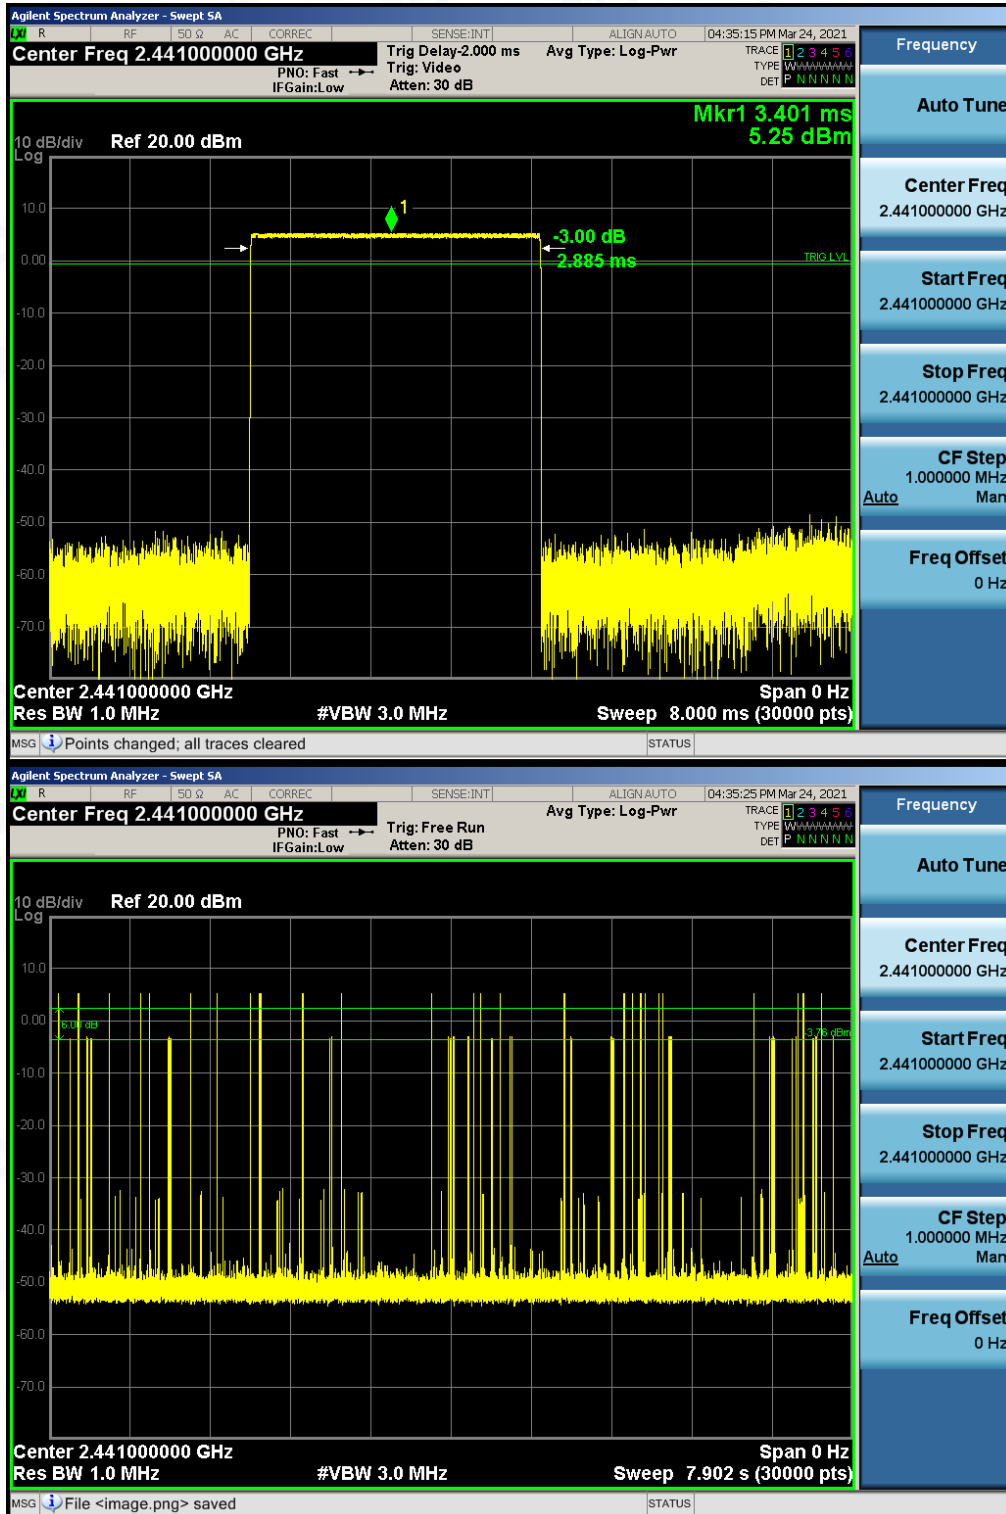 Agilent Spectrum Analyzer - Swept SA
LXI R RF 50 Ω AC CORREC SENSE:INT ALIGN AUTO 04:35:15 PM Mar 24, 2021
Center Freq 2.441000000 GHz
PNO: Fast
IFGain:Low
Trig Delay-2.000 ms
Trig: Video
Atten: 30 dB
Avg Type: Log-Pwr
TRACE 1 2 3 4 5 6
TYPE WWWWWW
DET P N N N N N
Mkr1 3.401 ms
5.25 dBm
10 dB/div Ref 20.00 dBm
Log
10.0
0.00
-10.0
-20.0
-30.0
-40.0
-50.0
-60.0
-70.0
1
-3.00 dB
2.885 ms
TRIG LVL
Center 2.441000000 GHz Span 0 Hz
Res BW 1.0 MHz #VBW 3.0 MHz Sweep 8.000 ms (30000 pts)
MSG Points changed; all traces cleared STATUS
Frequency
Auto Tune
Center Freq
2.441000000 GHz
Start Freq
2.441000000 GHz
Stop Freq
2.441000000 GHz
CF Step
1.000000 MHz
Auto Man
Freq Offset
0 Hz
Agilent Spectrum Analyzer - Swept SA
LXI R RF 50 Ω AC CORREC SENSE:INT ALIGN AUTO 04:35:25 PM Mar 24, 2021
Center Freq 2.441000000 GHz
PNO: Fast
IFGain:Low
Trig: Free Run
Atten: 30 dB
Avg Type: Log-Pwr
TRACE 1 2 3 4 5 6
TYPE WWWWWW
DET P N N N N N
10 dB/div Ref 20.00 dBm
Log
10.0
0.00
-10.0
-20.0
-30.0
-40.0
-50.0
-60.0
-70.0
6.00 dB
-3.76 dBm
Center 2.441000000 GHz Span 0 Hz
Res BW 1.0 MHz #VBW 3.0 MHz Sweep 7.902 s (30000 pts)
MSG File <image.png> saved STATUS
Frequency
Auto Tune
Center Freq
2.441000000 GHz
Start Freq
2.441000000 GHz
Stop Freq
2.441000000 GHz
CF Step
1.000000 MHz
Auto Man
Freq Offset
0 Hz